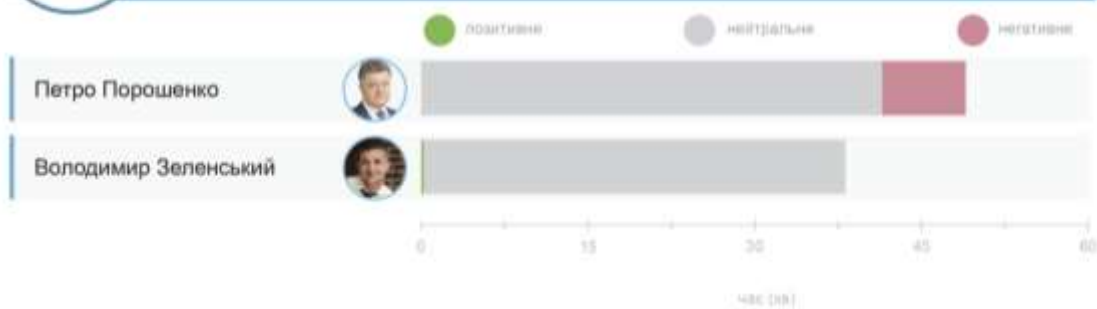 позитивне нейтральне негативне
Петро Порошенко
Володимир Зеленський
0 15 30 45 60
час (хв)